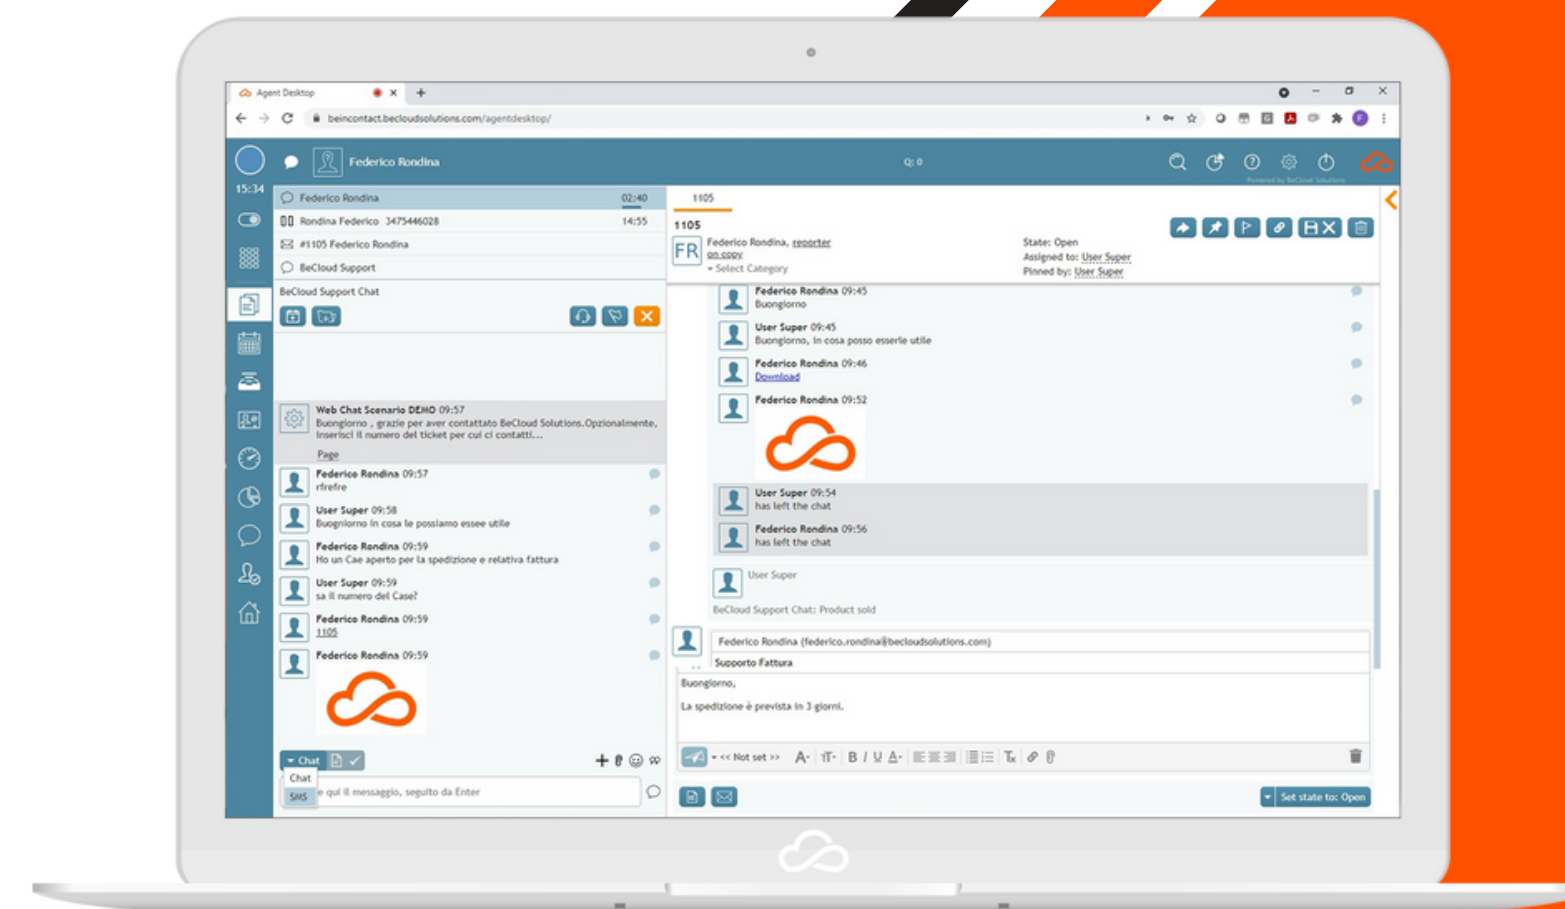 Agent Desktop
beincontact.becloudsolutions.com/agentdesktop/
Federico Rondina
Q: 0
Powered by BeCloud Solutions
15:34
Federico Rondina 02:40
Rondina Federico 3475446028 14:55
#1105 Federico Rondina
BeCloud Support
BeCloud Support Chat
Web Chat Scenario DEMO 09:57
Buongiorno , grazie per aver contattato BeCloud Solutions.Opzionalmente,
inserisci il numero del ticket per cui ci contatti...
Page
Federico Rondina 09:57
rfrefre
User Super 09:58
Buogniorno in cosa le possiamo essee utile
Federico Rondina 09:59
Ho un Cae aperto per la spedizione e relativa fattura
User Super 09:59
sa il numero del Case?
Federico Rondina 09:59
1105
Federico Rondina 09:59
Chat
Chat
SMS
e qui il messaggio, seguito da Enter
1105
1105
FR
Federico Rondina, reporter
on copy
Select Category
State: Open
Assigned to: User Super
Pinned by: User Super
Federico Rondina 09:45
Buongiorno
User Super 09:45
Buongiorno, in cosa posso esserle utile
Federico Rondina 09:46
Download
Federico Rondina 09:52
User Super 09:54
has left the chat
Federico Rondina 09:56
has left the chat
User Super
BeCloud Support Chat: Product sold
Federico Rondina (federico.rondina@becloudsolutions.com)
Supporto Fattura
Buongiorno,
La spedizione è prevista in 3 giorni.
<< Not set >> A TT B I U A Tx
Set state to: Open